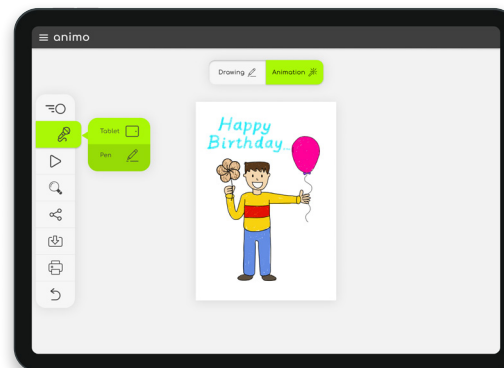 animo
Drawing
Animation
Tablet
Pen
Happy
Birthday...